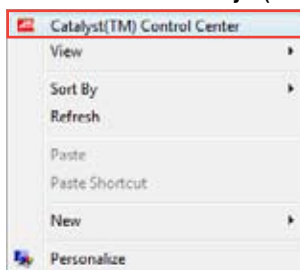 Catalyst(TM) Control Center
View
Sort By
Refresh
Paste
Paste Shortcut
New
Personalize